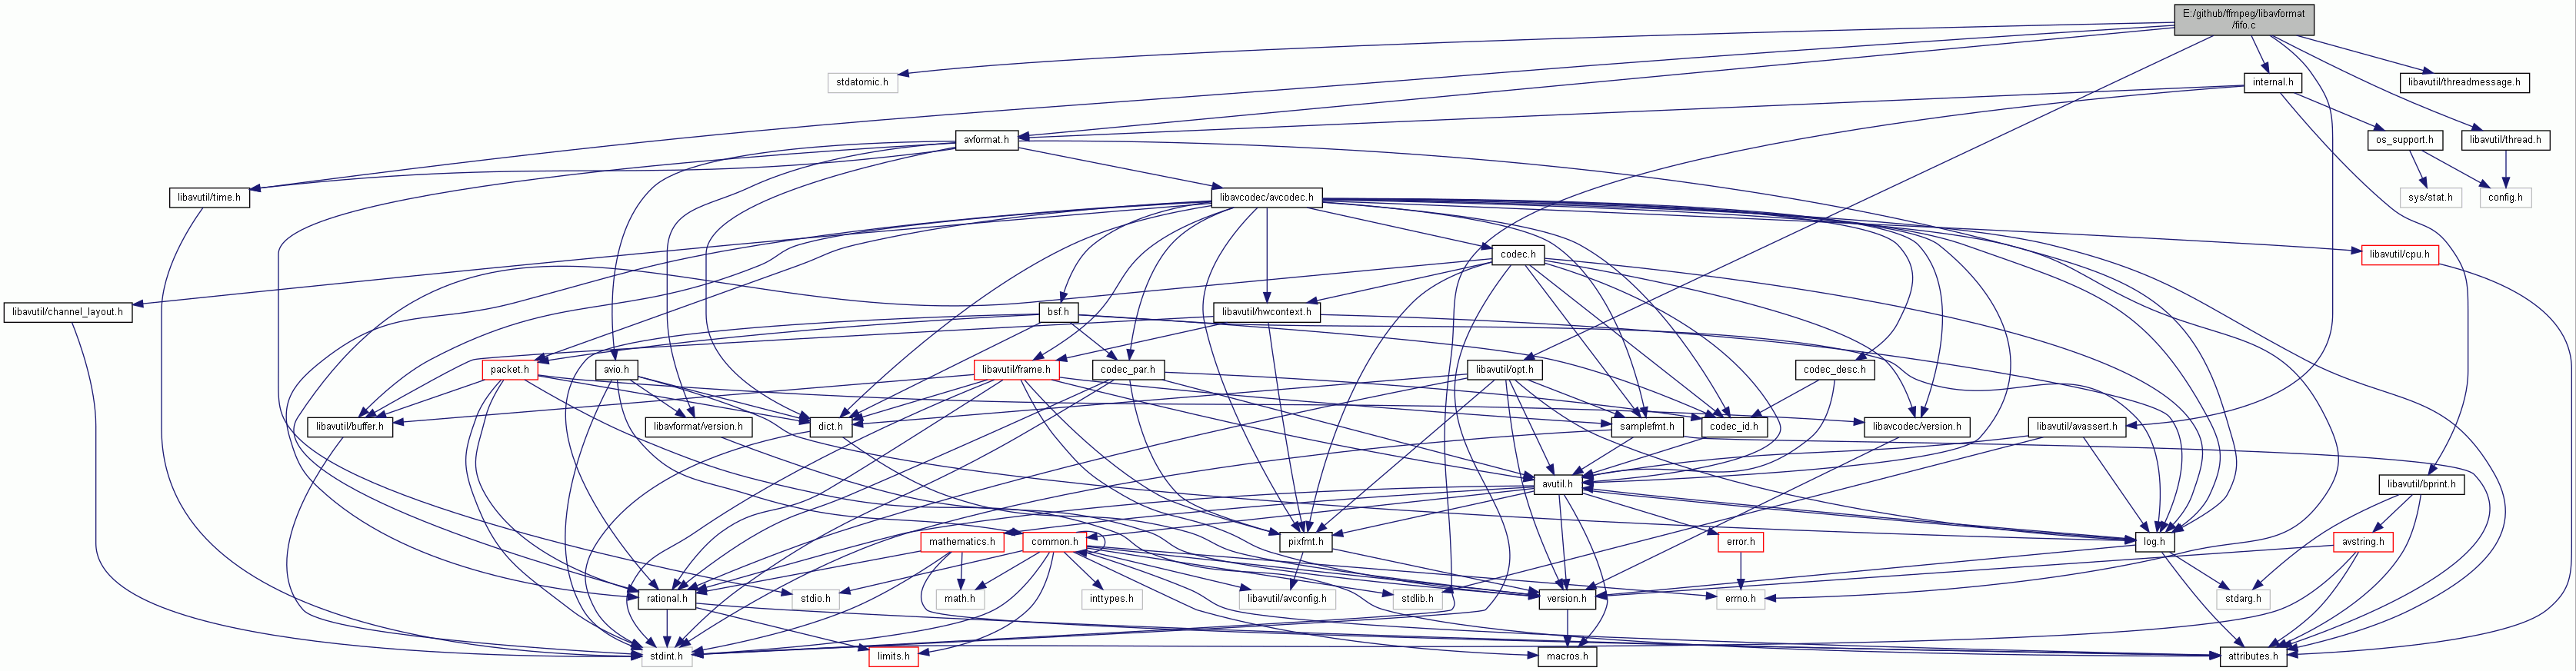 E:/github/ffmpeg/libavformat
/fifo.c
stdatomic.h
internal.h
libavutil/threadmessage.h
avformat.h
os_support.h
libavutil/thread.h
libavutil/time.h
libavcodec/avcodec.h
sys/stat.h
config.h
codec.h
libavutil/cpu.h
libavutil/channel_layout.h
bsf.h
libavutil/hwcontext.h
packet.h
avio.h
libavutil/frame.h
codec_par.h
libavutil/opt.h
codec_desc.h
libavutil/buffer.h
libavformat/version.h
dict.h
samplefmt.h
codec_id.h
libavcodec/version.h
libavutil/avassert.h
avutil.h
libavutil/bprint.h
mathematics.h
common.h
pixfmt.h
error.h
log.h
avstring.h
rational.h
stdio.h
math.h
inttypes.h
libavutil/avconfig.h
stdlib.h
version.h
errno.h
stdarg.h
stdint.h
limits.h
macros.h
attributes.h